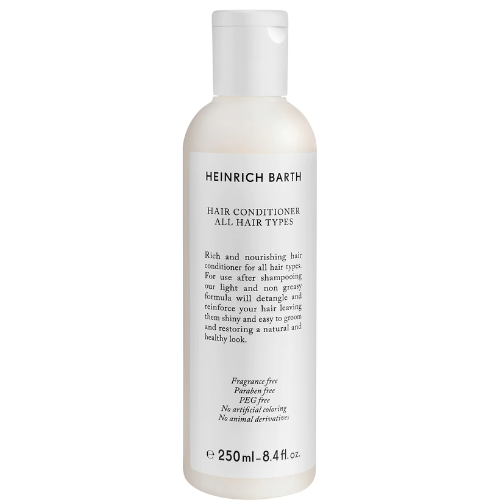 HEINRICH BARTH
HAIR CONDITIONER
ALL HAIR TYPES
Rich and nourishing hair
conditioner for all hair types.
For use after shampooing
our light and non greasy
formula will detangle and
reinforce your hair leaving
them shiny and easy to groom
and restoring a natural and
healthy look.
Fragrance free
Paraben free
PEG free
No artificial coloring
No animal derivatives
℮ 250ml–8.4fl.oz.